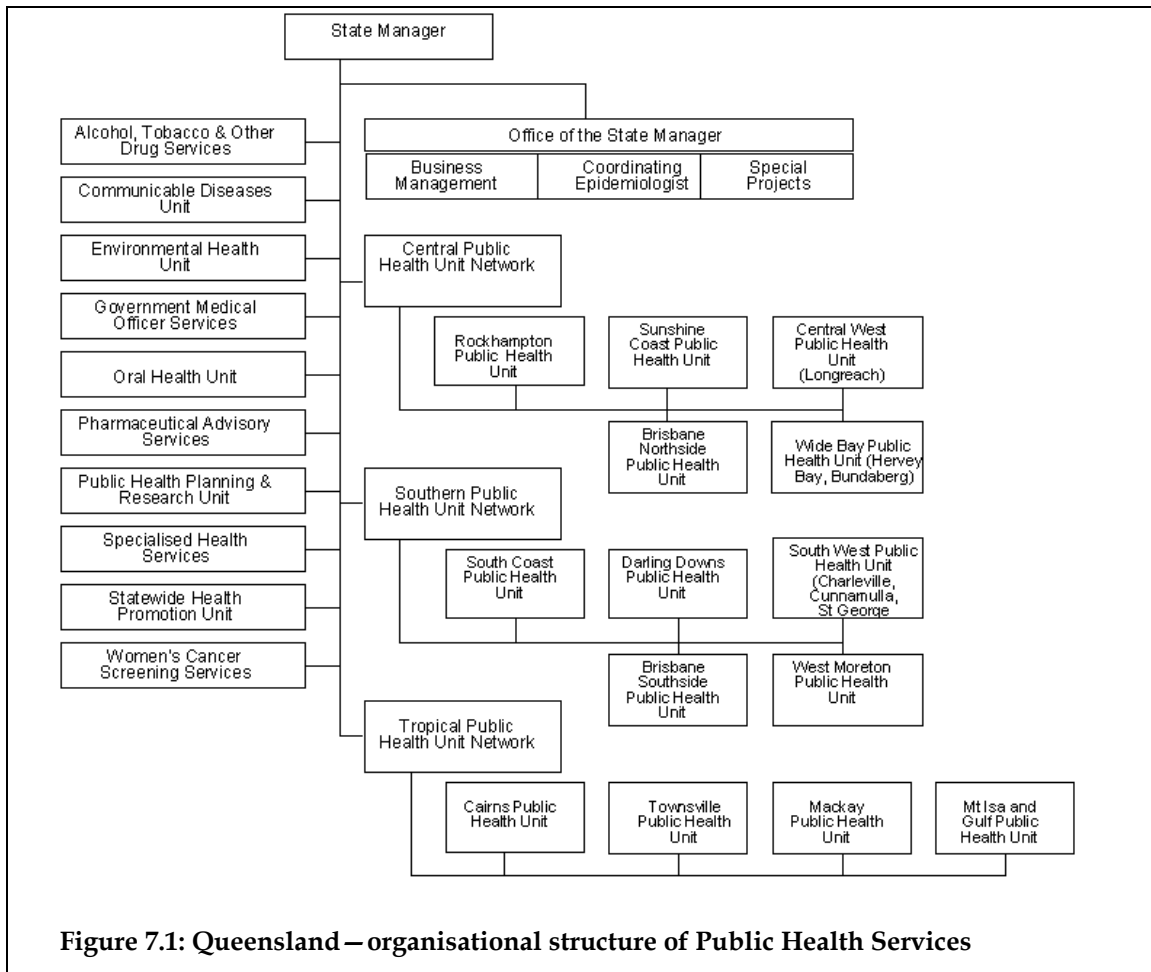 State Manager
Alcohol, Tobacco & Other
Drug Services
Communicable Diseases
Unit
Environmental Health
Unit
Government Medical
Officer Services
Oral Health Unit
Pharmaceutical Advisory
Services
Public Health Planning &
Research Unit
Specialised Health
Services
Statewide Health
Promotion Unit
Women's Cancer
Screening Services
Office of the State Manager
Business
Management
Coordinating
Epidemiologist
Special
Projects
Central Public
Health Unit Network
Rockhampton
Public Health
Unit
Sunshine
Coast Public
Health Unit
Central West
Public Health
Unit
(Longreach)
Brisbane
Northside
Public Health
Unit
Wide Bay Public
Health Unit (Hervey
Bay, Bundaberg)
Southern Public
Health Unit Network
South Coast
Public Health
Unit
Darling Downs
Public Health
Unit
South West Public
Health Unit
(Charleville,
Cunnamulla,
St George
Brisbane
Southside
Public Health
Unit
West Moreton
Public Health
Unit
Tropical Public
Health Unit Network
Cairns Public
Health Unit
Townsville
Public Health
Unit
Mackay
Public Health
Unit
Mt Isa and
Gulf Public
Health Unit
Figure 7.1: Queensland—organisational structure of Public Health Services